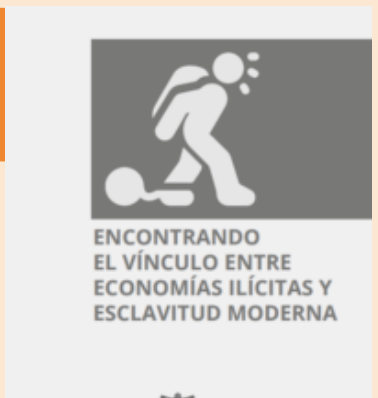 ENCONTRANDO
EL VÍNCULO ENTRE
ECONOMÍAS ILÍCITAS Y
ESCLAVITUD MODERNA